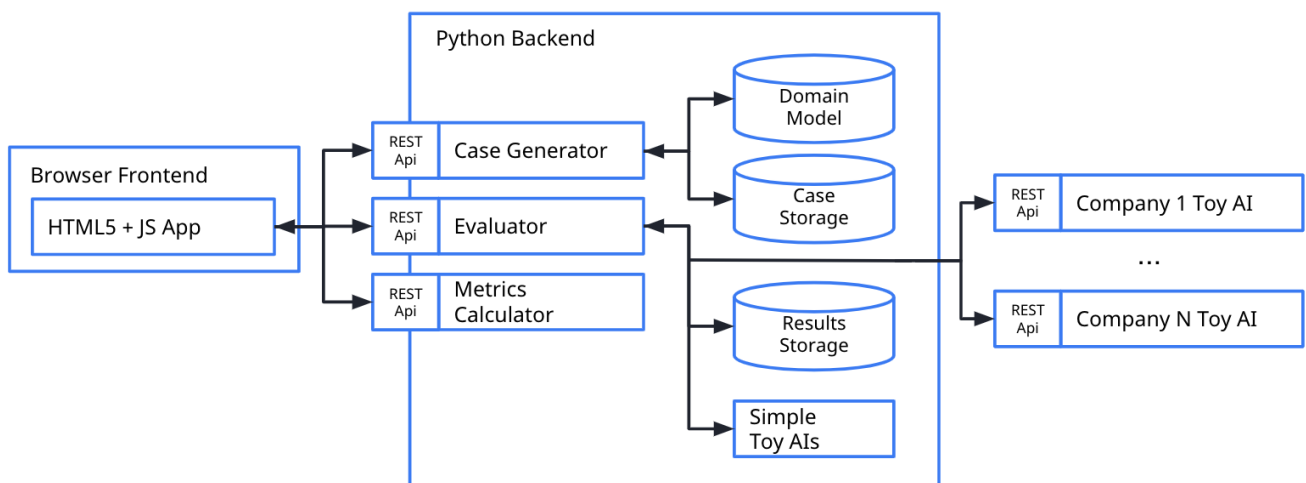 Python Backend
Browser Frontend
HTML5 + JS App
REST
Api
Case Generator
REST
Api
Evaluator
REST
Api
Metrics
Calculator
Domain
Model
Case
Storage
Results
Storage
Simple
Toy AIs
REST
Api
Company 1 Toy AI
...
REST
Api
Company N Toy AI